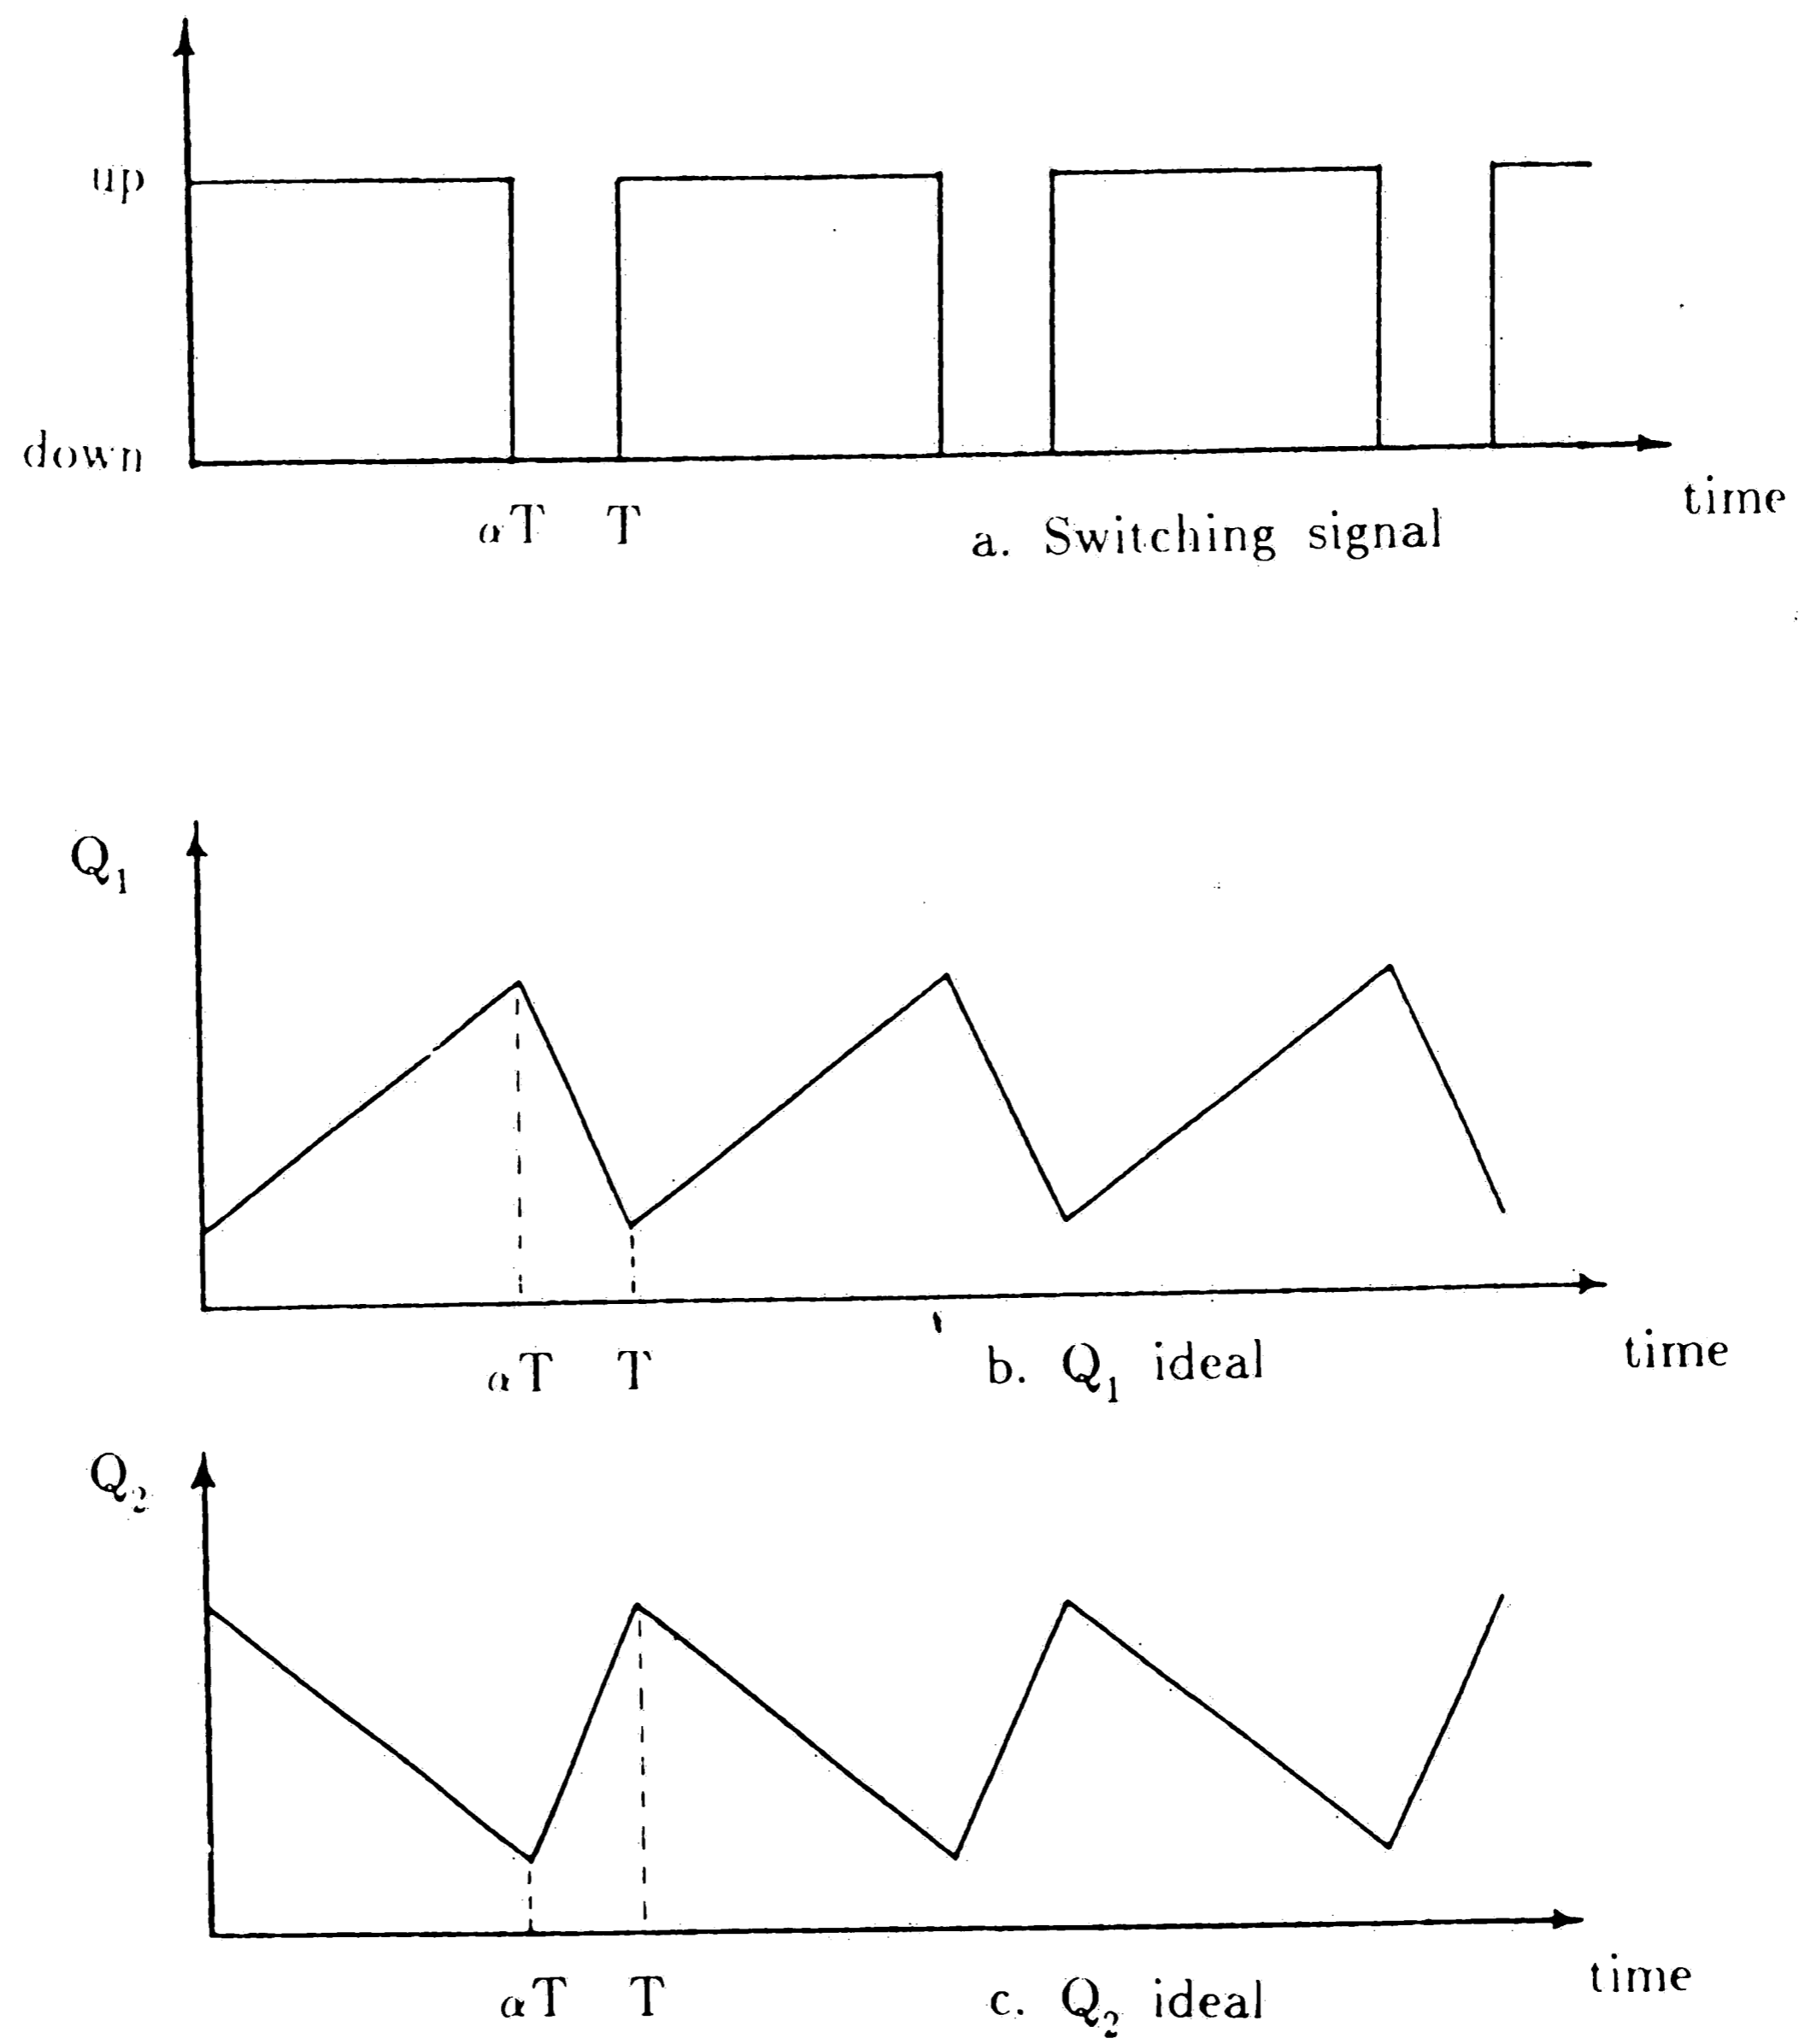 up
down
αT T
a. Switching signal
time
Q₁
αT T
b. Q₁ ideal
time
Q₂
αT T
c. Q₂ ideal
time